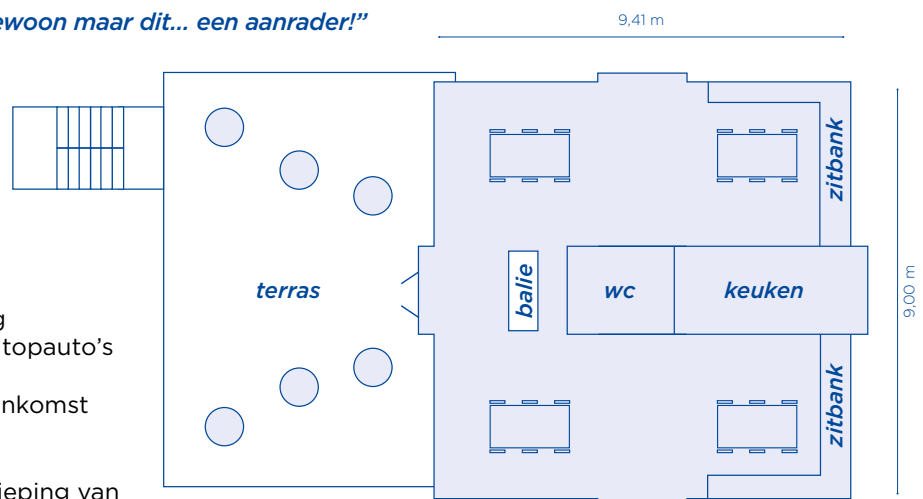 ewoon maar dit... een aanrader!”
9,41 m
zitbank
terras
balie
wc
keuken
9,00 m
g
topauto’s
nkomst
zitbank
ieping van